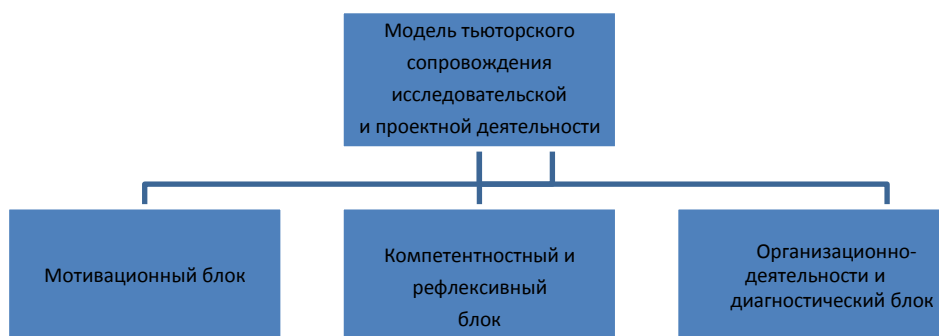 Модель тьюторского
сопровождения
исследовательской
и проектной деятельности
Мотивационный блок
Компетентностный и
рефлексивный
блок
Организационно-
деятельности и
диагностический блок